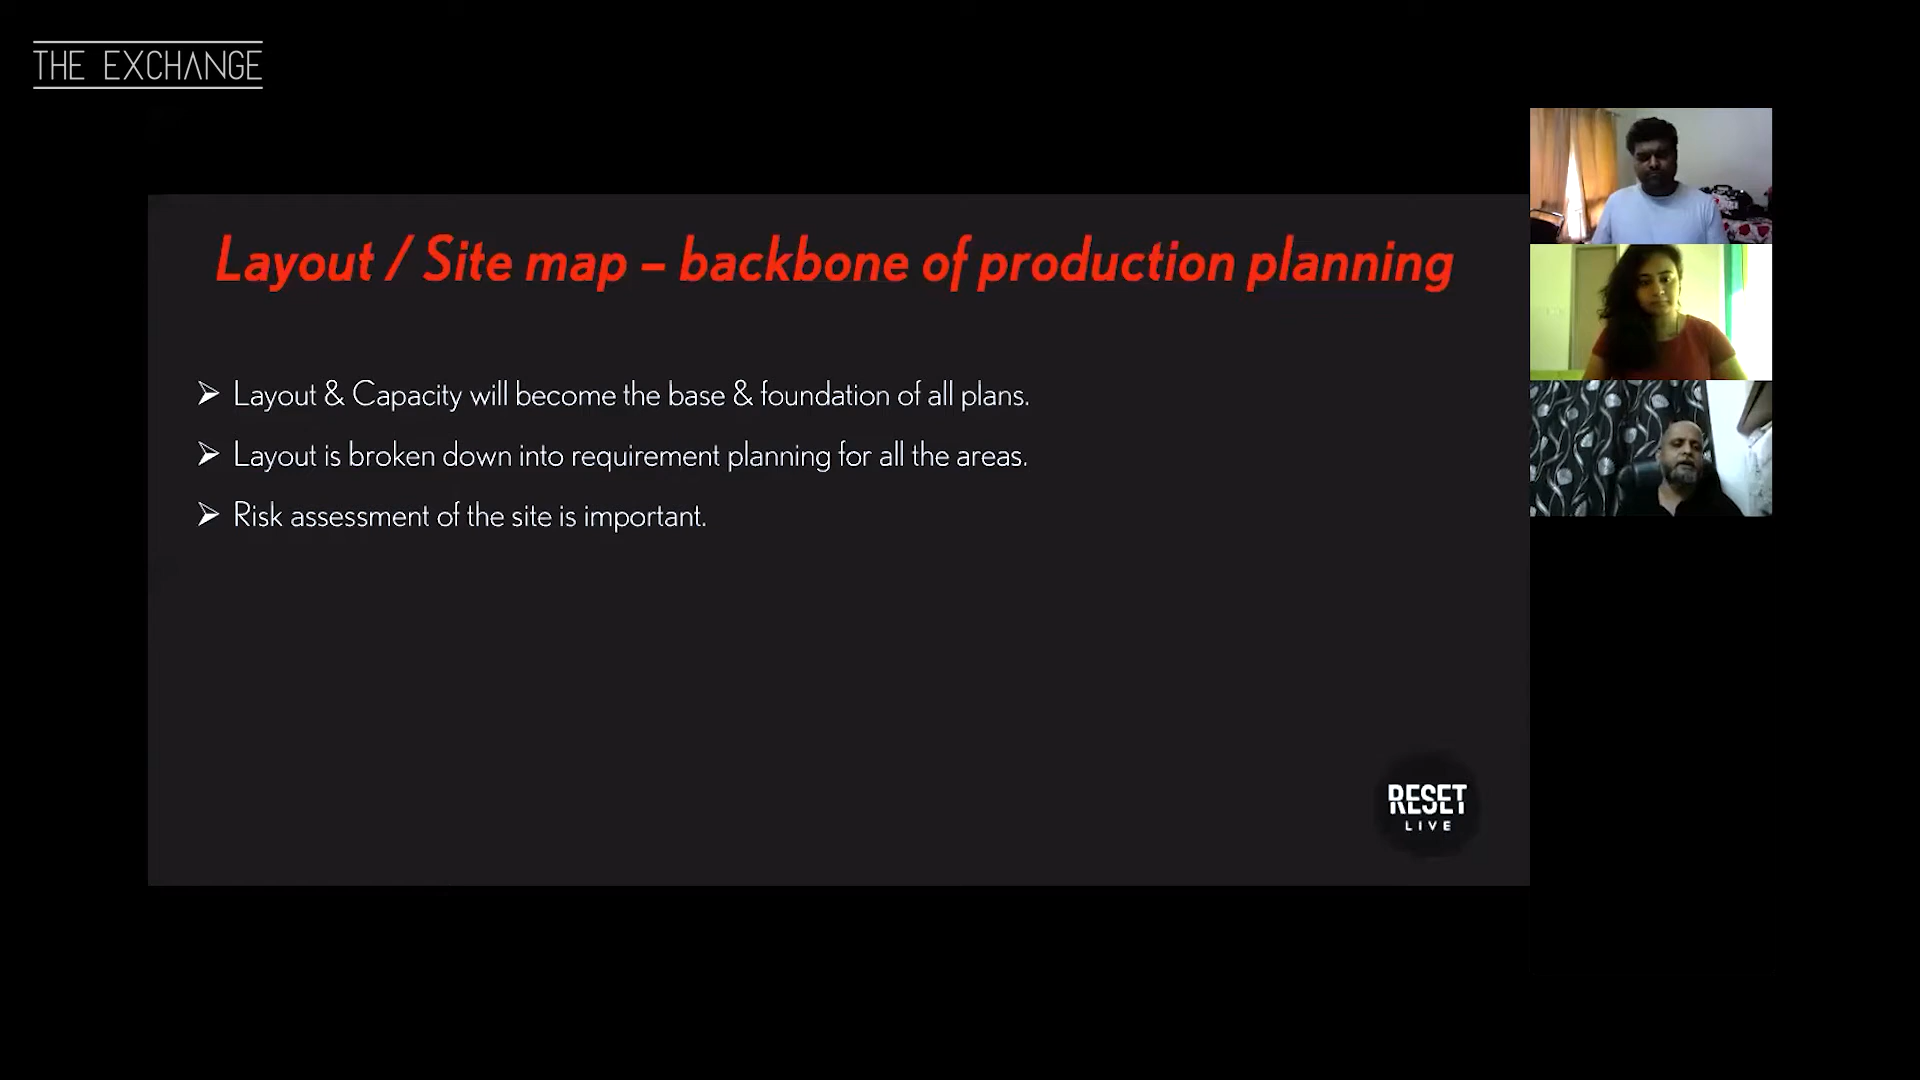 THE EXCHANGE
Layout / Site map – backbone of production planning
Layout & Capacity will become the base & foundation of all plans.
Layout is broken down into requirement planning for all the areas.
Risk assessment of the site is important.
RESET
LIVE